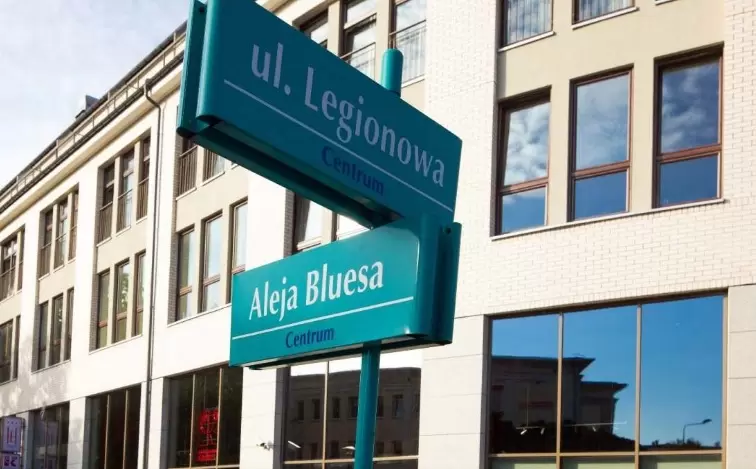 ul. Legionowa
Centrum
Aleja Bluesa
Centrum